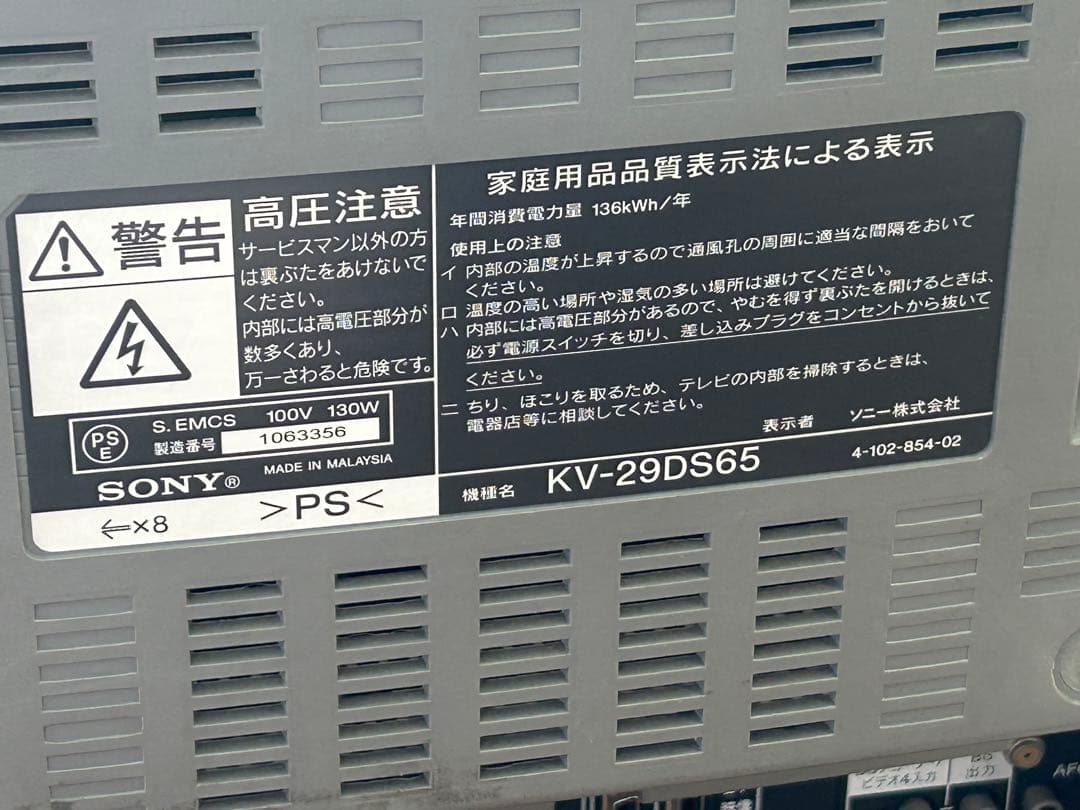 警告
高圧注意
サービスマン以外の方
は裏ぶたをあけないで
ください。
内部には高電圧部分が
数多くあり、
万一さわると危険です。
PS
E
S. EMCS 100V 130W
製造番号 1063356
SONY® MADE IN MALAYSIA
×8 >PS<
家庭用品品質表示法による表示
年間消費電力量 136kWh/年
使用上の注意
イ 内部の温度が上昇するので通風孔の周囲に適当な間隔をおいて
ください。
ロ 温度の高い場所や湿気の多い場所は避けてください。
ハ 内部には高電圧部分があるので、やむを得ず裏ぶたを開けるときは、
必ず電源スイッチを切り、差し込みプラグをコンセントから抜いて
ください。
ニ ちり、ほこりを取るため、テレビの内部を掃除するときは、
電器店等に相談してください。
表示者 ソニー株式会社
機種名 KV-29DS65 4-102-854-02
ビデオ4入力
出力